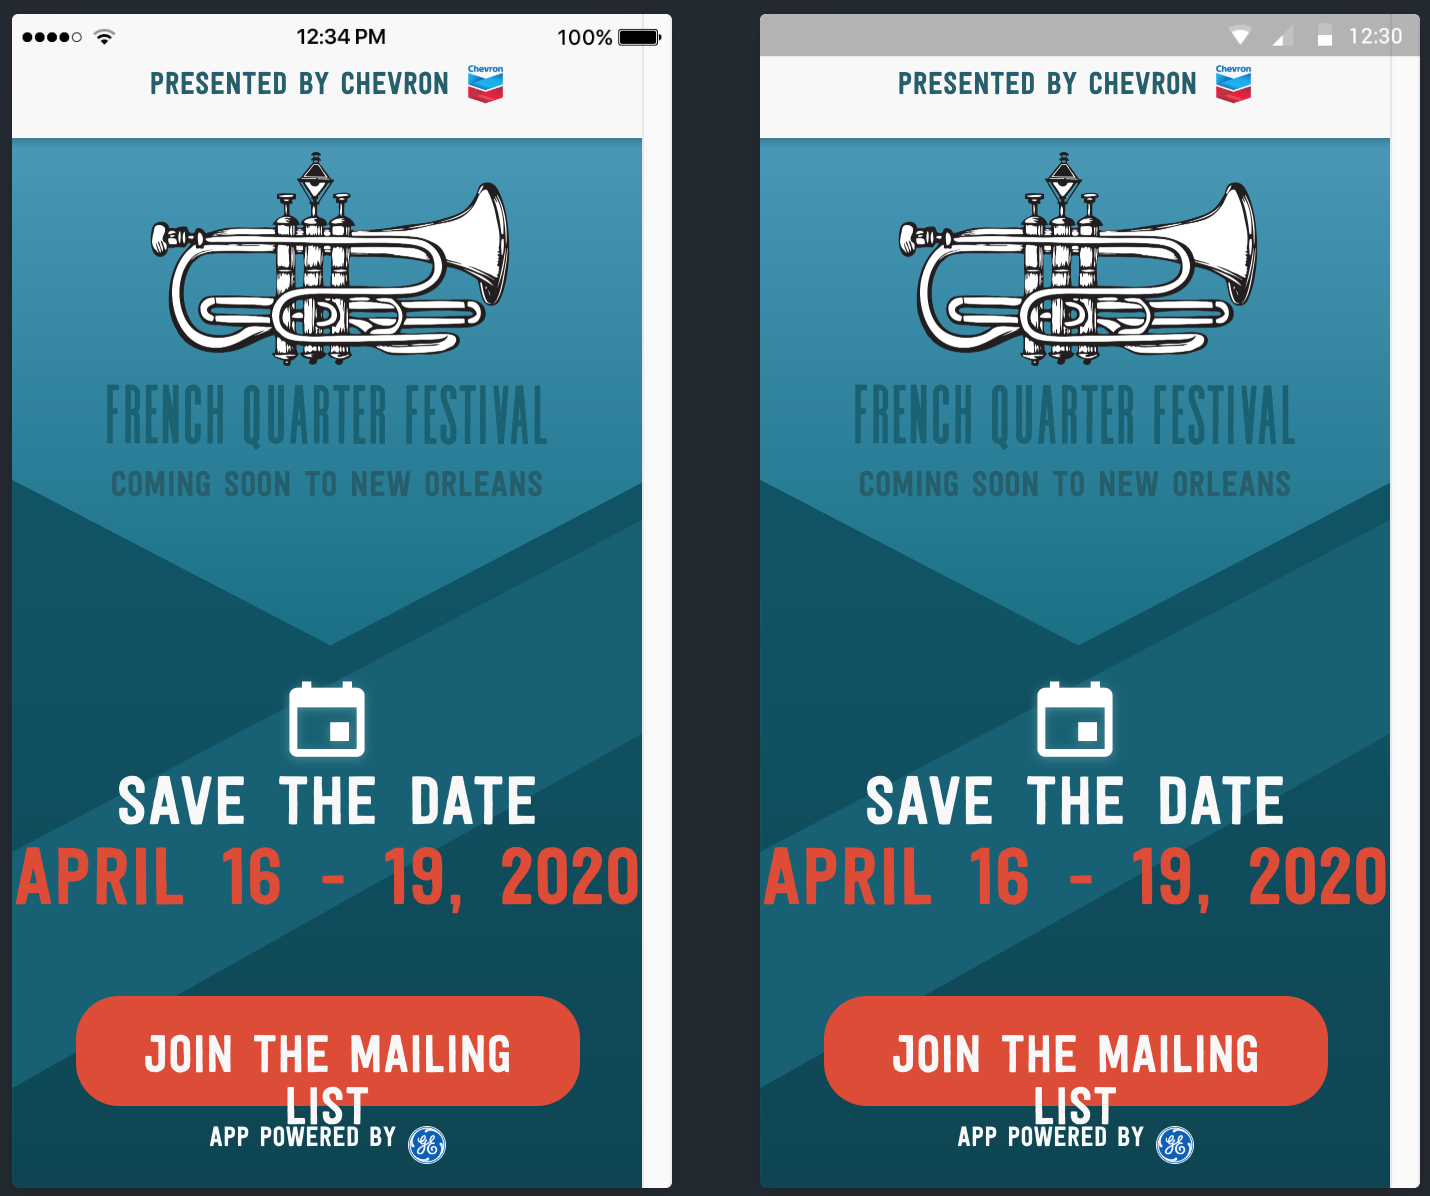 12:34 PM
100%
PRESENTED BY CHEVRON
Chevron
FRENCH QUARTER FESTIVAL
COMING SOON TO NEW ORLEANS
SAVE THE DATE
APRIL 16 - 19, 2020
JOIN THE MAILING
LIST
APP POWERED BY
GE
12:30
PRESENTED BY CHEVRON
Chevron
FRENCH QUARTER FESTIVAL
COMING SOON TO NEW ORLEANS
SAVE THE DATE
APRIL 16 - 19, 2020
JOIN THE MAILING
LIST
APP POWERED BY
GE